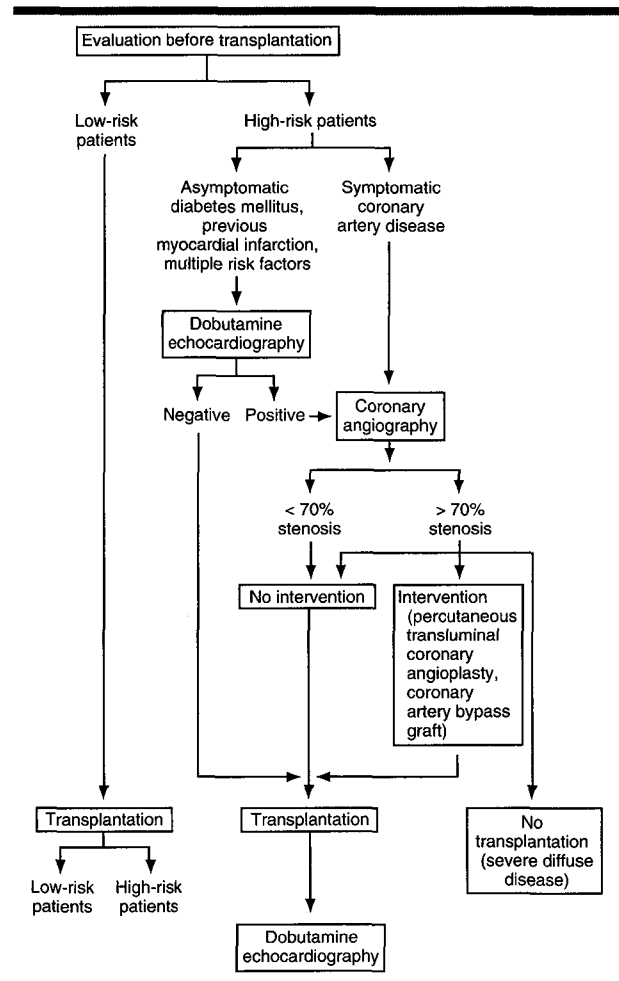 Evaluation before transplantation
Low-risk
patients
High-risk patients
Asymptomatic
diabetes mellitus,
previous
myocardial infarction,
multiple risk factors
Symptomatic
coronary
artery disease
Dobutamine
echocardiography
Negative
Positive
Coronary
angiography
< 70%
stenosis
> 70%
stenosis
No intervention
Intervention
(percutaneous
transluminal
coronary
angioplasty,
coronary
artery bypass
graft)
Transplantation
Low-risk
patients
High-risk
patients
Transplantation
Dobutamine
echocardiography
No
transplantation
(severe diffuse
disease)